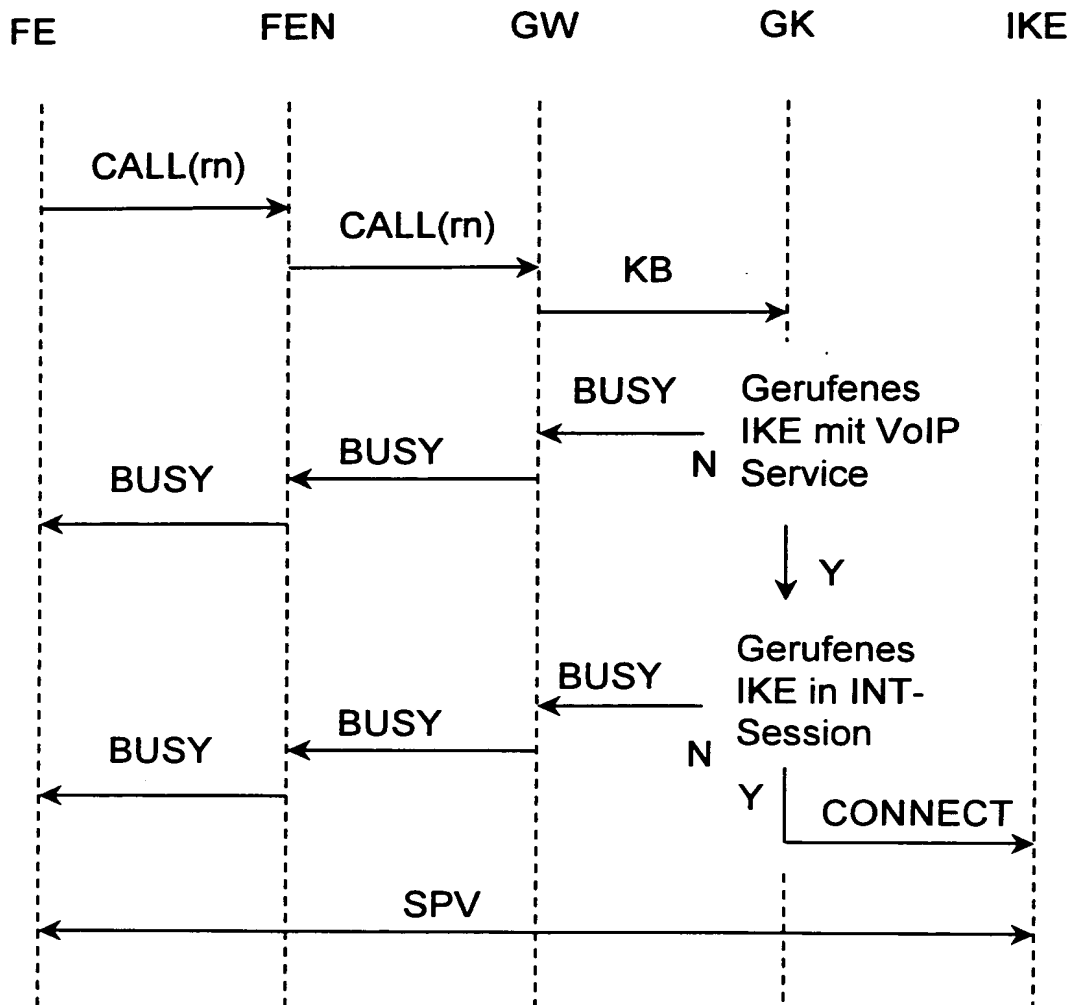 FE FEN GW GK IKE
CALL(rn)
CALL(rn)
KB
BUSY
Gerufenes
IKE mit VoIP
Service
BUSY
N
BUSY
Y
Gerufenes
IKE in INT-
Session
BUSY
BUSY
N
BUSY
Y
CONNECT
SPV